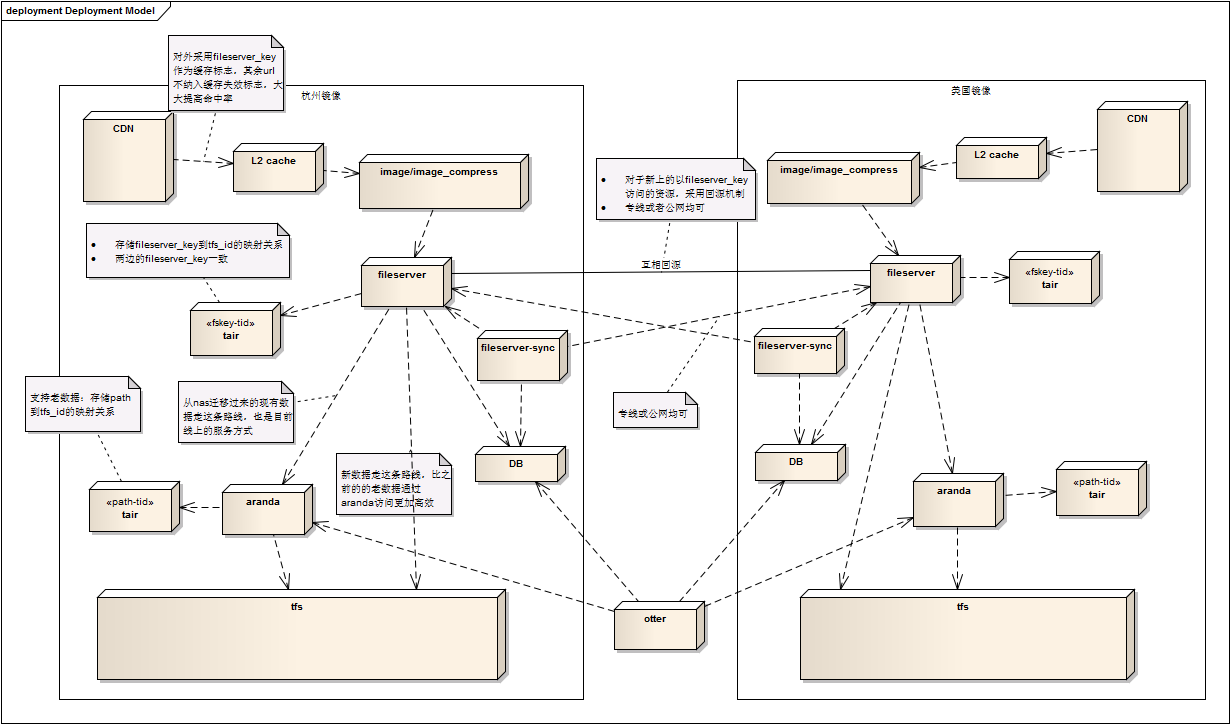 deployment Deployment Model
对外采用fileserver_key
作为缓存标志，其余url
不纳入缓存失效标志，大
大提高命中率
杭州镜像
美国镜像
CDN
L2 cache
image/image_compress
image/image_compress
L2 cache
CDN
• 对于新上的以fileserver_key
访问的资源，采用回源机制
• 专线或者公网均可
• 存储fileserver_key到tfs_id的映射关系
• 两边的fileserver_key一致
互相回源
fileserver
fileserver
«fskey-tid»
tair
«fskey-tid»
tair
fileserver-sync
fileserver-sync
支持老数据：存储path
到tfs_id的映射关系
从nas迁移过来的现有数
据走这条路线，也是目前
线上的服务方式
专线或公网均可
新数据走这条路线，比之
前的的老数据通过
aranda访问更加高效
DB
DB
«path-tid»
tair
aranda
aranda
«path-tid»
tair
tfs
otter
tfs